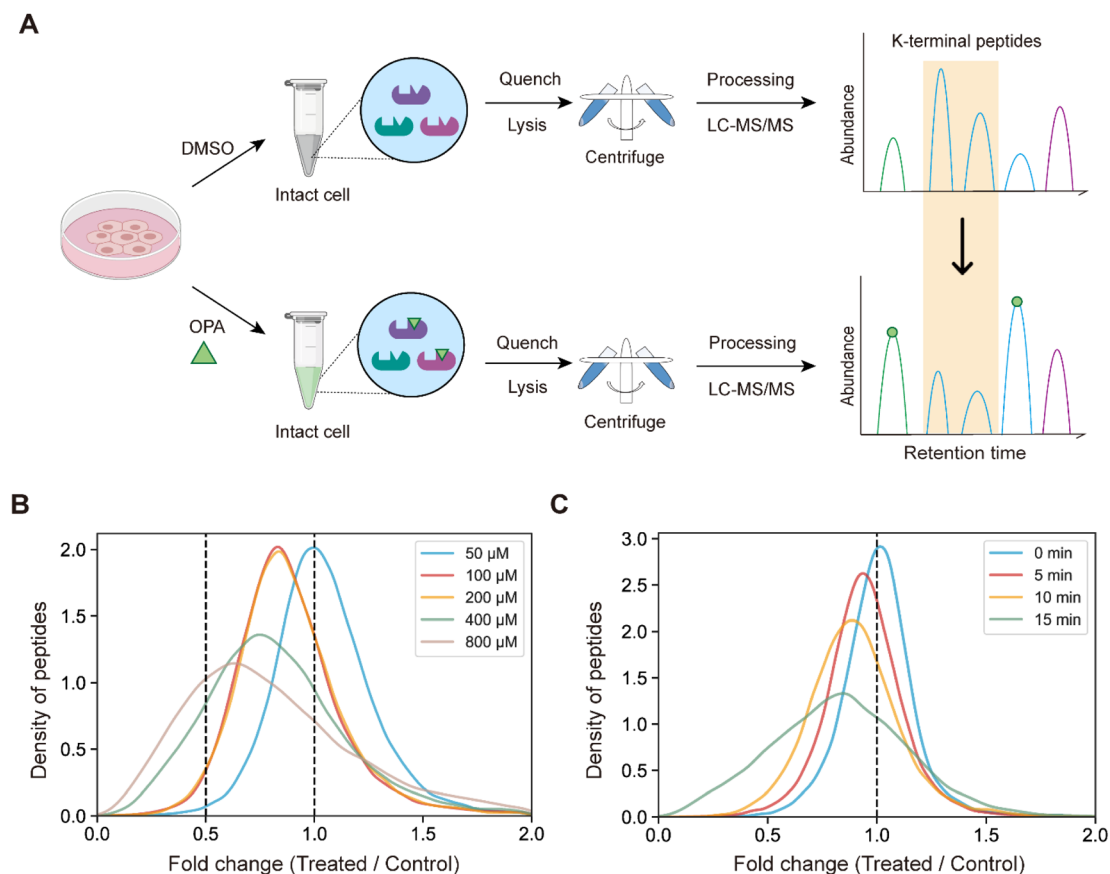 A
K-terminal peptides
DMSO
Intact cell
Quench
Lysis
Centrifuge
Processing
LC-MS/MS
Abundance
OPA
Intact cell
Quench
Lysis
Centrifuge
Processing
LC-MS/MS
Abundance
Retention time
B
Density of peptides
2.0
1.5
1.0
0.5
0.0
50 μM
100 μM
200 μM
400 μM
800 μM
0.0 0.5 1.0 1.5 2.0
Fold change (Treated / Control)
C
Density of peptides
3.0
2.5
2.0
1.5
1.0
0.5
0.0
0 min
5 min
10 min
15 min
0.0 0.5 1.0 1.5 2.0
Fold change (Treated / Control)